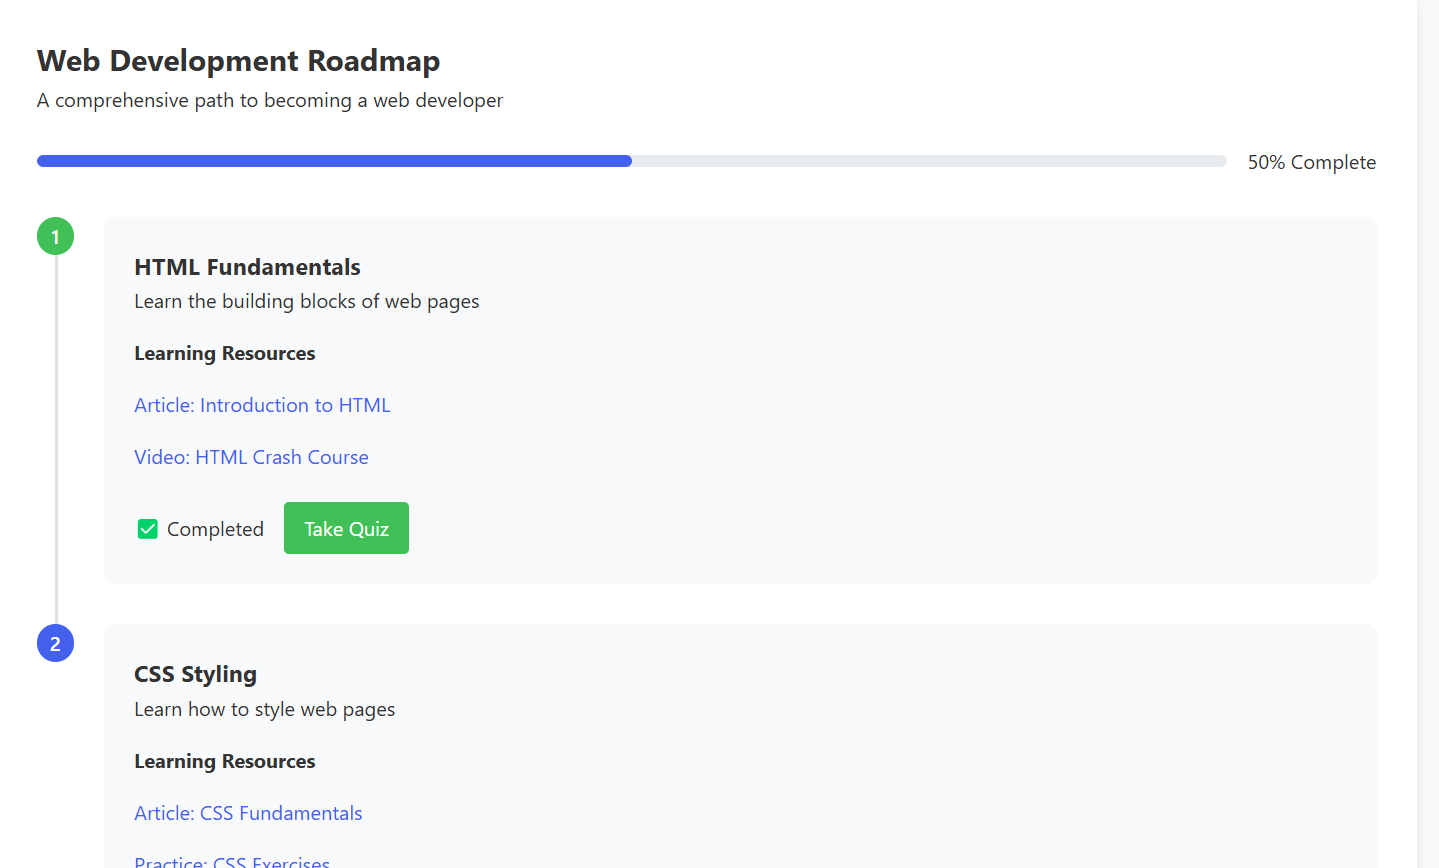 Web Development Roadmap
A comprehensive path to becoming a web developer
50% Complete
1
HTML Fundamentals
Learn the building blocks of web pages
Learning Resources
Article: Introduction to HTML
Video: HTML Crash Course
Completed
Take Quiz
2
CSS Styling
Learn how to style web pages
Learning Resources
Article: CSS Fundamentals
Practice: CSS Exercises